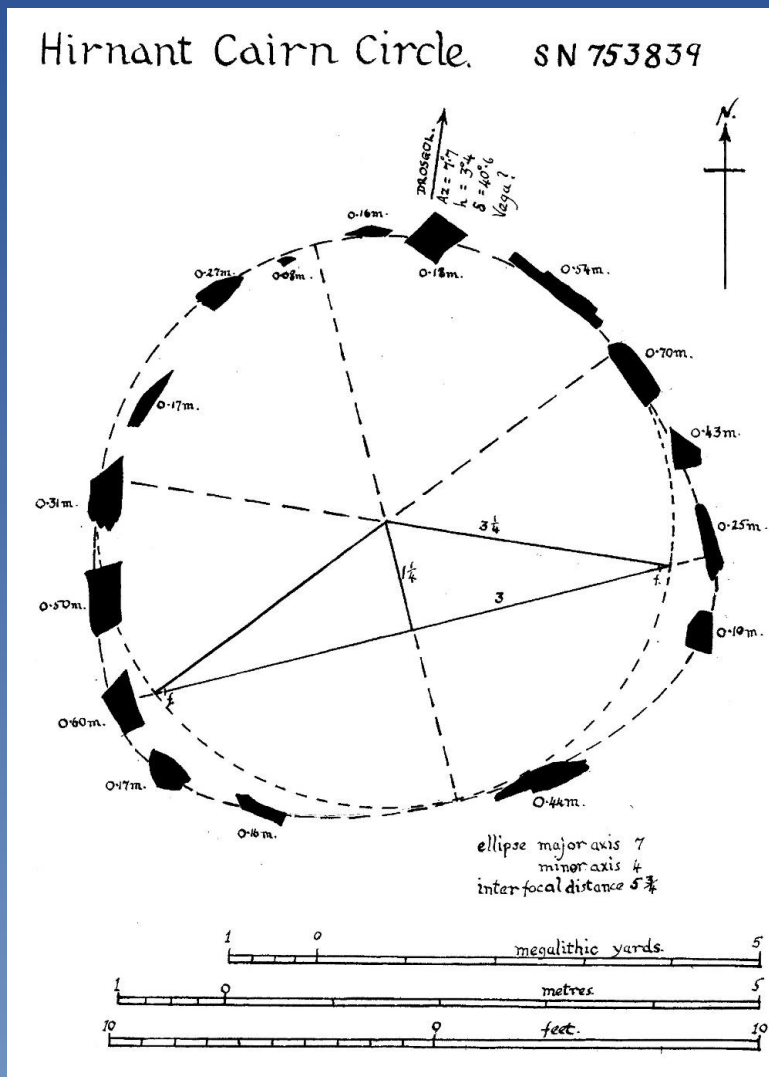 Hirnant Cairn Circle. SN 753839
N.
DROSGOL.
Az = 7°.7
h = 3°.4
δ = 40°.6
Vega?
0.16m.
0.18m.
0.54m.
0.27m.
0.08m.
0.70m.
0.17m.
0.43m.
0.31m.
0.25m.
3¼
1¼
3
f.
0.50m.
0.19m.
f.
0.60m.
0.17m.
0.16m.
0.44m.
ellipse major axis 7
minor axis 4
inter focal distance 5¾
1 0 megalithic yards. 5
1 0 metres. 5
10 0 feet. 10